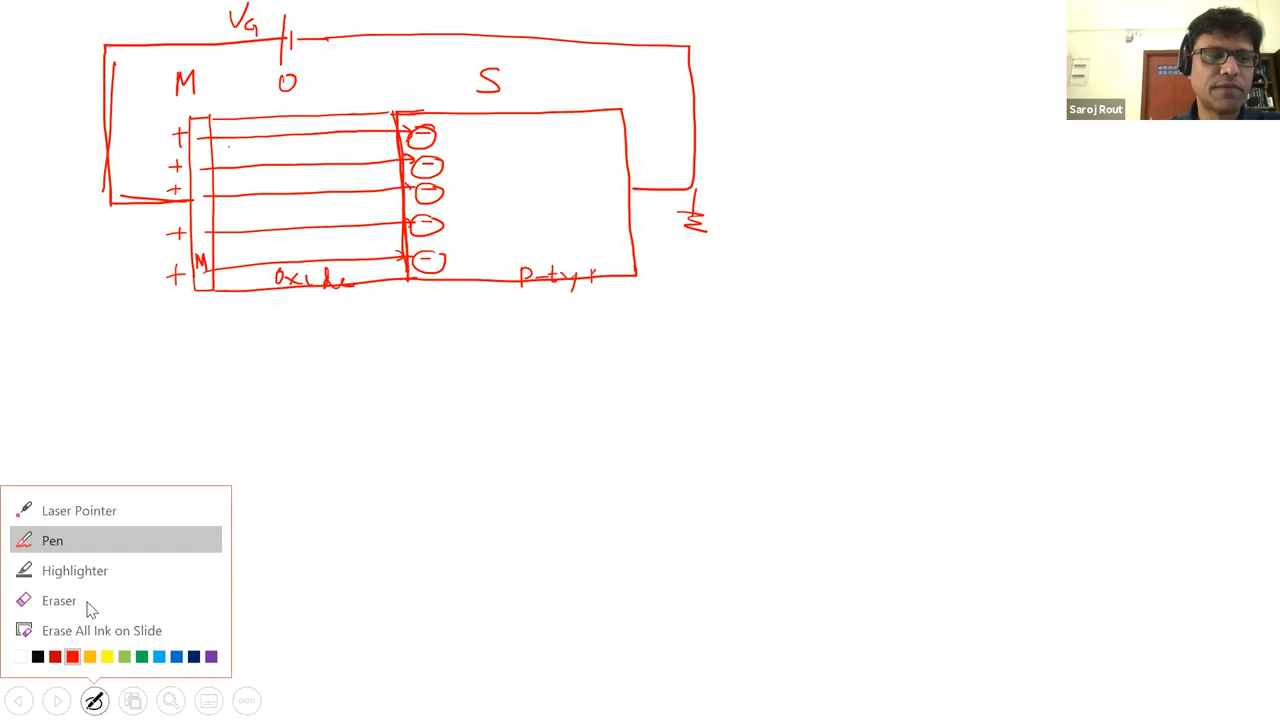 VG
M O S
Saroj Rout
+ −
+ −
+ −
+ −
+ M oxide − P-type
Laser Pointer
Pen
Highlighter
Eraser
Erase All Ink on Slide